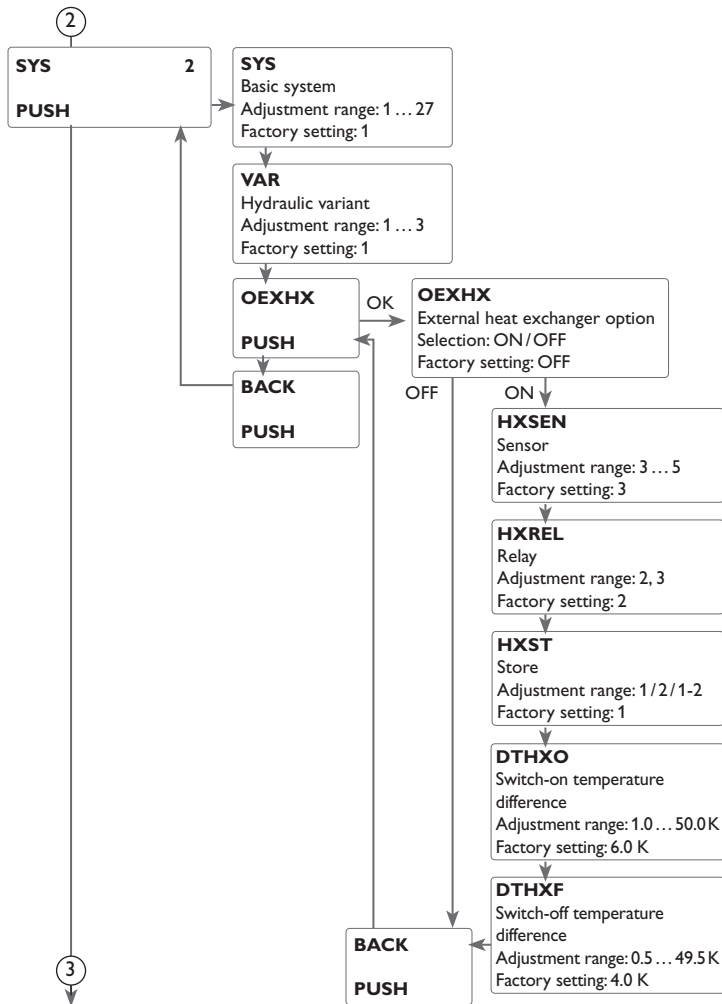 2
SYS 2
PUSH
SYS
Basic system
Adjustment range: 1 … 27
Factory setting: 1
VAR
Hydraulic variant
Adjustment range: 1 … 3
Factory setting: 1
OEXHX
PUSH
OK
OEXHX
External heat exchanger option
Selection: ON / OFF
Factory setting: OFF
BACK
PUSH
OFF
ON
HXSEN
Sensor
Adjustment range: 3 … 5
Factory setting: 3
HXREL
Relay
Adjustment range: 2, 3
Factory setting: 2
HXST
Store
Adjustment range: 1 / 2 / 1-2
Factory setting: 1
DTHXO
Switch-on temperature
difference
Adjustment range: 1.0 … 50.0 K
Factory setting: 6.0 K
DTHXF
Switch-off temperature
difference
Adjustment range: 0.5 … 49.5 K
Factory setting: 4.0 K
BACK
PUSH
3